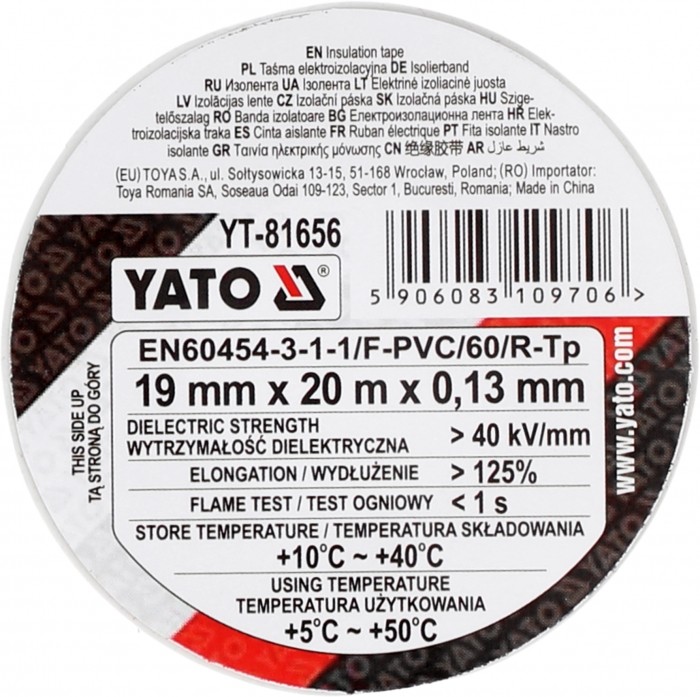 EN Insulation tape
PL Taśma elektroizolacyjna DE Isolierband
RU Изолента UA Ізолента LT Elektrinė izoliacinė juosta
LV Izolācijas lente CZ Izolační páska SK Izolačná páska HU Szige-
telőszalag RO Banda izolatoare BG Електроизолационна лента HR Elek-
troizolacijska traka ES Cinta aislante FR Ruban électrique PT Fita isolante IT Nastro
isolante GR Ταινία ηλεκτρικής μόνωσης CN 绝缘胶带 AR شريط عازل
(EU) TOYA S.A., ul. Sołtysowicka 13-15, 51-168 Wrocław, Poland; (RO) Importator:
Toya Romania SA, Soseaua Odai 109-123, Sector 1, Bucuresti, Romania; Made in China
YT-81656
YATO ®
5 906083 109706 >
EN60454-3-1-1/F-PVC/60/R-Tp
19 mm x 20 m x 0,13 mm
DIELECTRIC STRENGTH
WYTRZYMAŁOŚĆ DIELEKTRYCZNA > 40 kV/mm
ELONGATION / WYDŁUŻENIE > 125%
FLAME TEST / TEST OGNIOWY < 1 s
STORE TEMPERATURE / TEMPERATURA SKŁADOWANIA
+10°C ~ +40°C
USING TEMPERATURE
TEMPERATURA UŻYTKOWANIA
+5°C ~ +50°C
THIS SIDE UP
TĄ STRONĄ DO GÓRY
www.yato.com